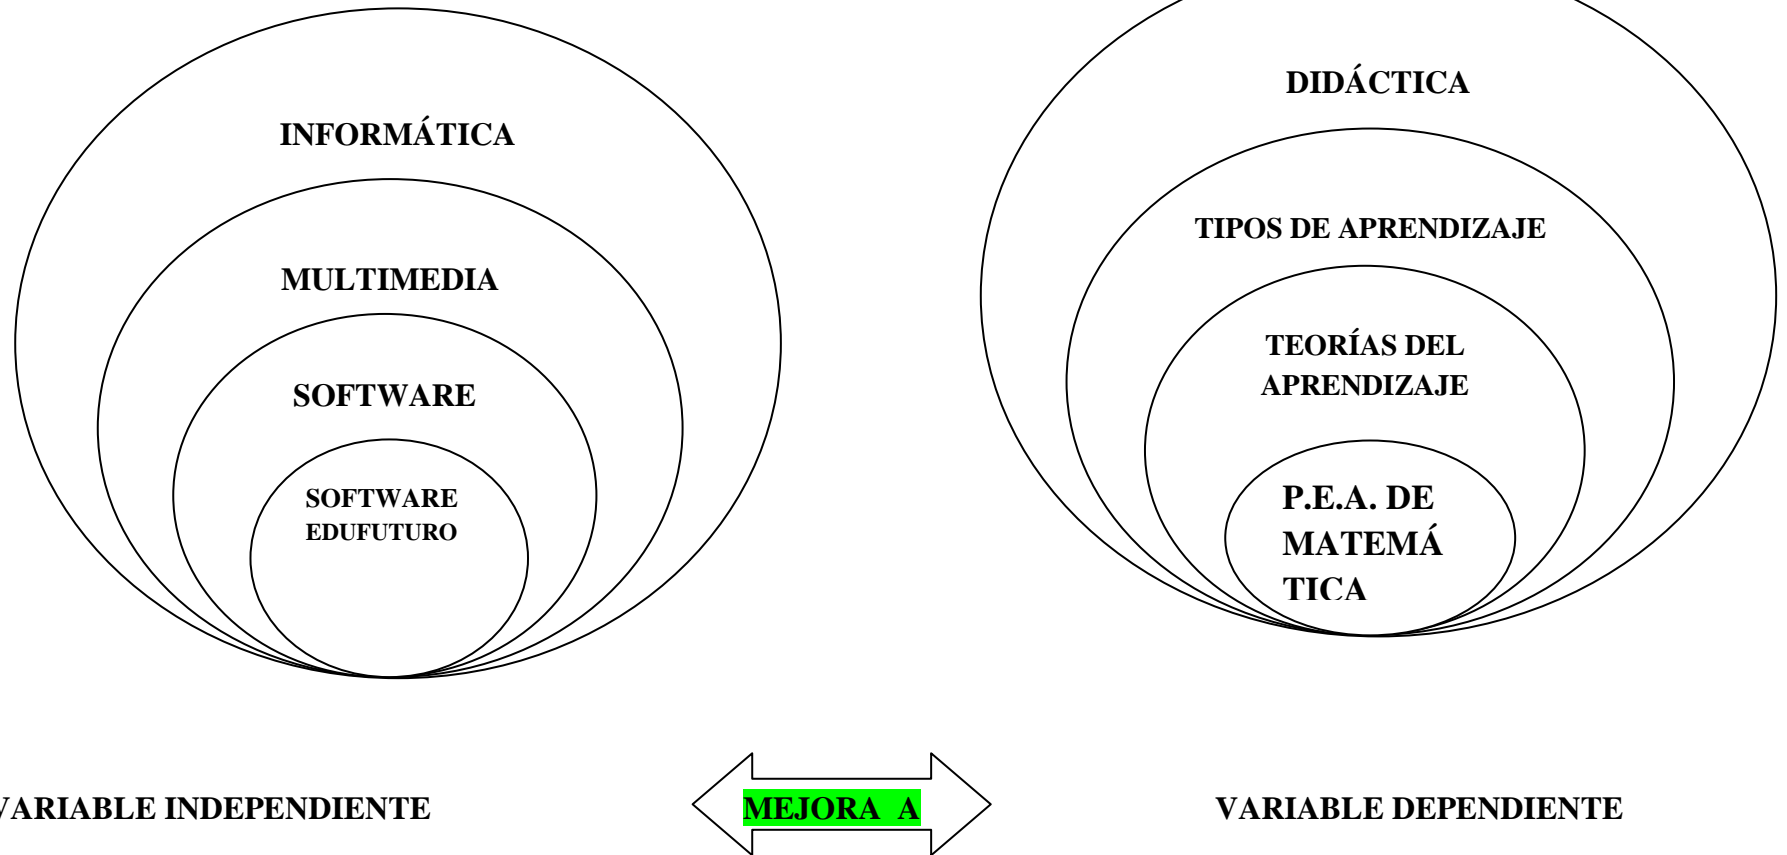 INFORMÁTICA
MULTIMEDIA
SOFTWARE
SOFTWARE
EDUFUTURO
DIDÁCTICA
TIPOS DE APRENDIZAJE
TEORÍAS DEL
APRENDIZAJE
P.E.A. DE
MATEMÁ
TICA
VARIABLE INDEPENDIENTE
MEJORA A
VARIABLE DEPENDIENTE